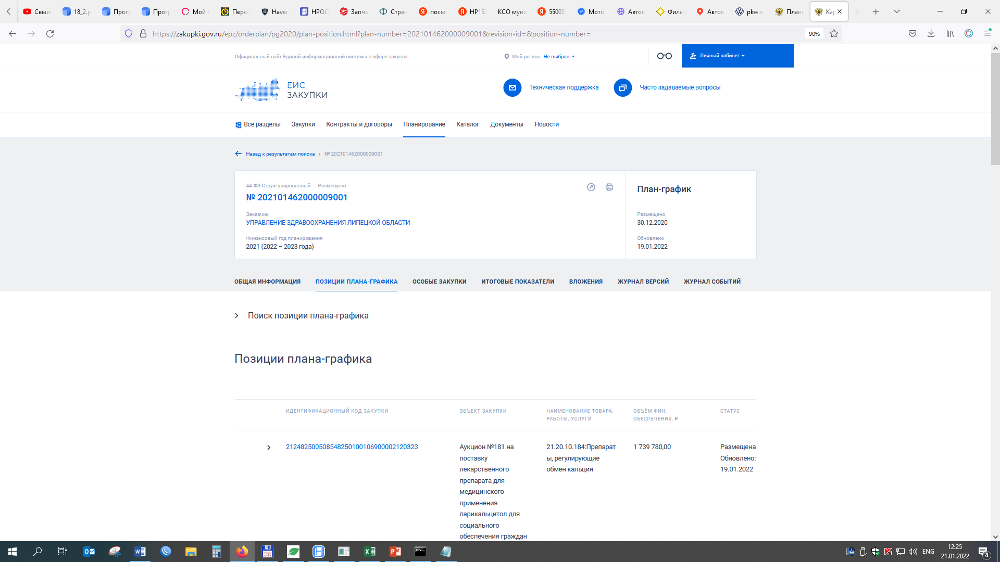 Семи
18_2.p
Прог
Прог
Мой
Персо
Haven
НРОС
Запча
Стран
посм
НР153
КСО муни
55005
Мото
Автом
Фильт
Автои
pkw.v
План
Кар
https://zakupki.gov.ru/epz/orderplan/pg2020/plan-position.html?plan-number=202101462000009001&revision-id=&position-number=
90%
Официальный сайт Единой информационной системы в сфере закупок
Мой регион: Не выбран
Личный кабинет
ЕИС
ЗАКУПКИ
Техническая поддержка
Часто задаваемые вопросы
Все разделы Закупки Контракты и договоры Планирование Каталог Документы Новости
Назад к результатам поиска № 202101462000009001
44-ФЗ Структурированный Размещено
№ 202101462000009001
Заказчик
УПРАВЛЕНИЕ ЗДРАВООХРАНЕНИЯ ЛИПЕЦКОЙ ОБЛАСТИ
Финансовый год планирования
2021 (2022 – 2023 года)
План-график
Размещено
30.12.2020
Обновлено
19.01.2022
ОБЩАЯ ИНФОРМАЦИЯ ПОЗИЦИИ ПЛАНА-ГРАФИКА ОСОБЫЕ ЗАКУПКИ ИТОГОВЫЕ ПОКАЗАТЕЛИ ВЛОЖЕНИЯ ЖУРНАЛ ВЕРСИЙ ЖУРНАЛ СОБЫТИЙ
Поиск позиции плана-графика
Позиции плана-графика
ИДЕНТИФИКАЦИОННЫЙ КОД ЗАКУПКИ
ОБЪЕКТ ЗАКУПКИ
НАИМЕНОВАНИЕ ТОВАРА,
РАБОТЫ, УСЛУГИ
ОБЪЁМ ФИН.
ОБЕСПЕЧЕНИЯ, ₽
СТАТУС
212482500508548250100106900002120323
Аукцион №181 на
поставку
лекарственного
препарата для
медицинского
применения
парикальцитол для
социального
обеспечения граждан
21.20.10.184:Препарат
ы, регулирующие
обмен кальция
1 739 780,00
Размещена
Обновлено:
19.01.2022
ENG
12:25
21.01.2022
4